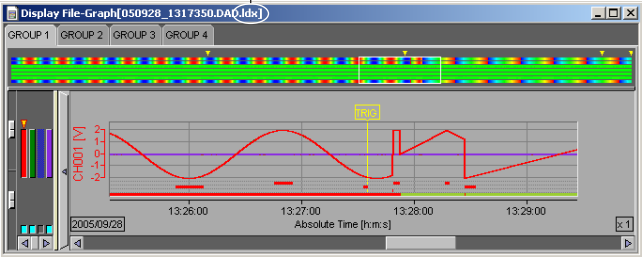 Display File-Graph[050928_1317350.DAD.ldx]
GROUP 1 GROUP 2 GROUP 3 GROUP 4
TRIG
CH001 [V]
2
1
0
-1
-2
13:26:00 13:27:00 13:28:00 13:29:00
2005/09/28 Absolute Time [h:m:s] x 1